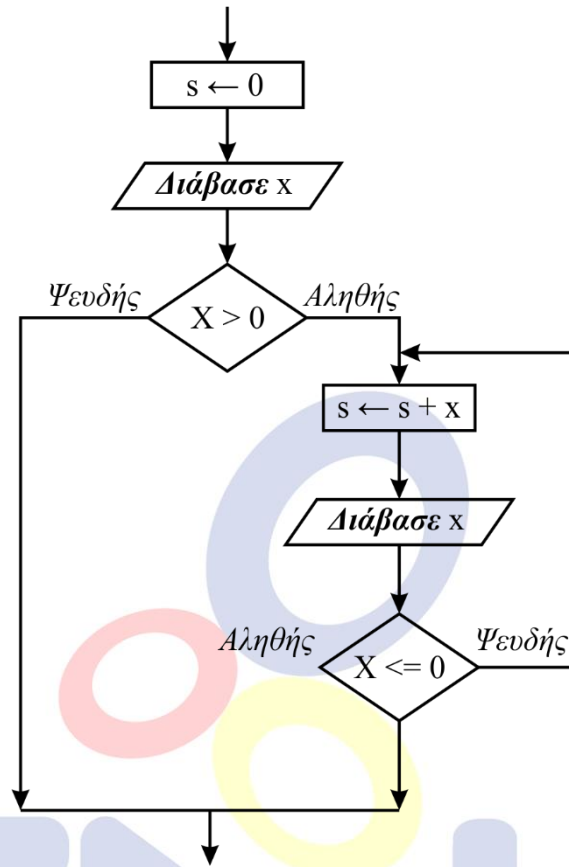 s ← 0
Διάβασε x
Ψευδής
X > 0
Αληθής
s ← s + x
Διάβασε x
Αληθής
X <= 0
Ψευδής